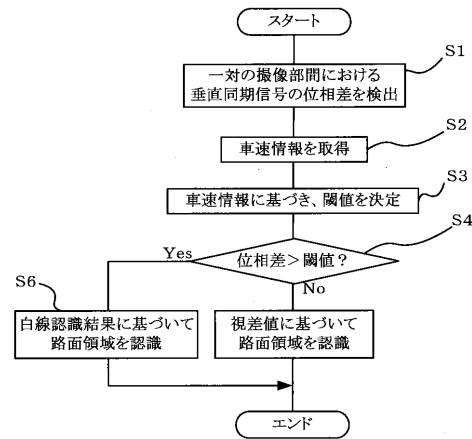 スタート
S1
一対の撮像部間における
垂直同期信号の位相差を検出
S2
車速情報を取得
S3
車速情報に基づき、閾値を決定
S4
位相差＞閾値？
Yes
No
S6
白線認識結果に基づいて
路面領域を認識
視差値に基づいて
路面領域を認識
エンド